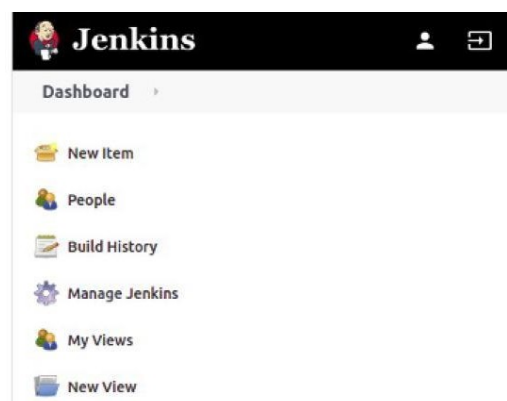 Jenkins
Dashboard
New Item
People
Build History
Manage Jenkins
My Views
New View